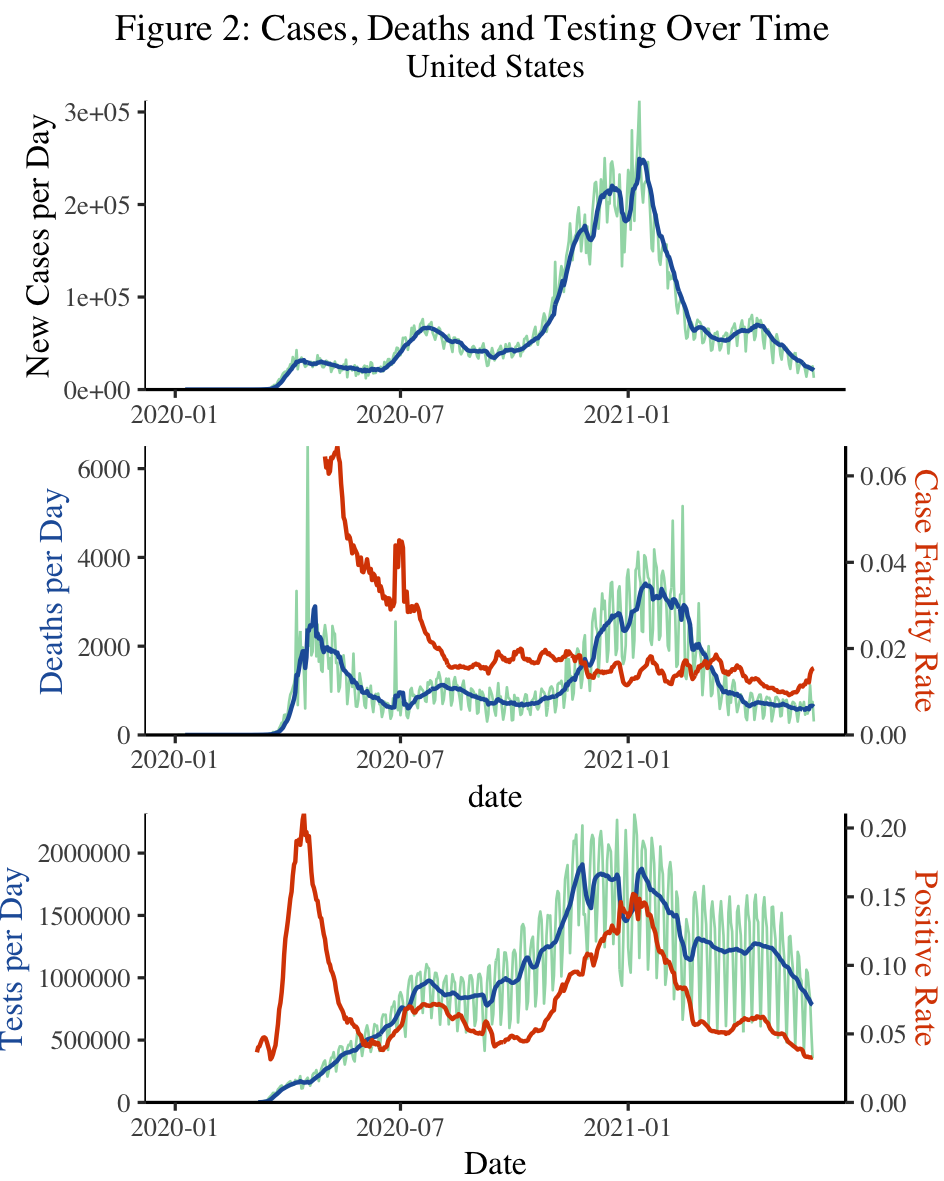 Figure 2: Cases, Deaths and Testing Over Time
United States
New Cases per Day
3e+05
2e+05
1e+05
0e+00
2020-01 2020-07 2021-01
Deaths per Day
6000
4000
2000
0
0.06
0.04
0.02
0.00
Case Fatality Rate
2020-01 2020-07 2021-01
date
Tests per Day
2000000
1500000
1000000
500000
0
0.20
0.15
0.10
0.05
0.00
Positive Rate
2020-01 2020-07 2021-01
Date